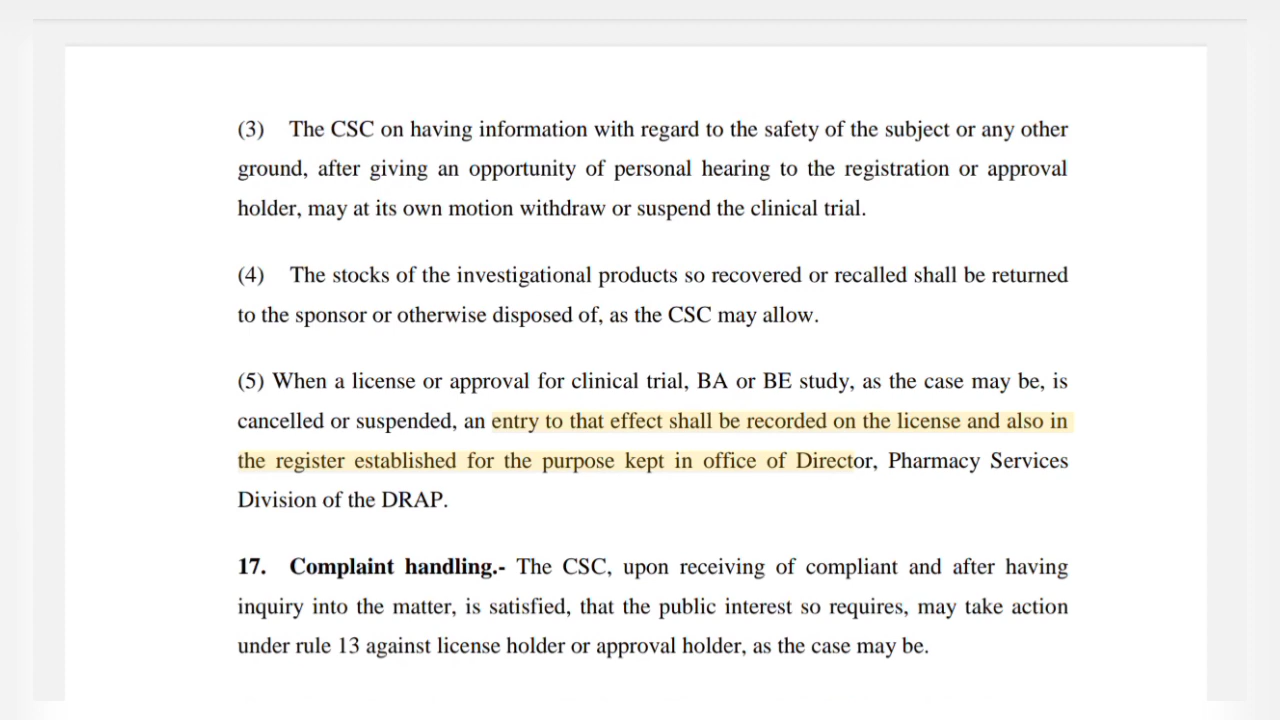 (3) The CSC on having information with regard to the safety of the subject or any other
ground, after giving an opportunity of personal hearing to the registration or approval
holder, may at its own motion withdraw or suspend the clinical trial.
(4) The stocks of the investigational products so recovered or recalled shall be returned
to the sponsor or otherwise disposed of, as the CSC may allow.
(5) When a license or approval for clinical trial, BA or BE study, as the case may be, is
cancelled or suspended, an entry to that effect shall be recorded on the license and also in
the register established for the purpose kept in office of Director, Pharmacy Services
Division of the DRAP.
17. Complaint handling.- The CSC, upon receiving of compliant and after having
inquiry into the matter, is satisfied, that the public interest so requires, may take action
under rule 13 against license holder or approval holder, as the case may be.